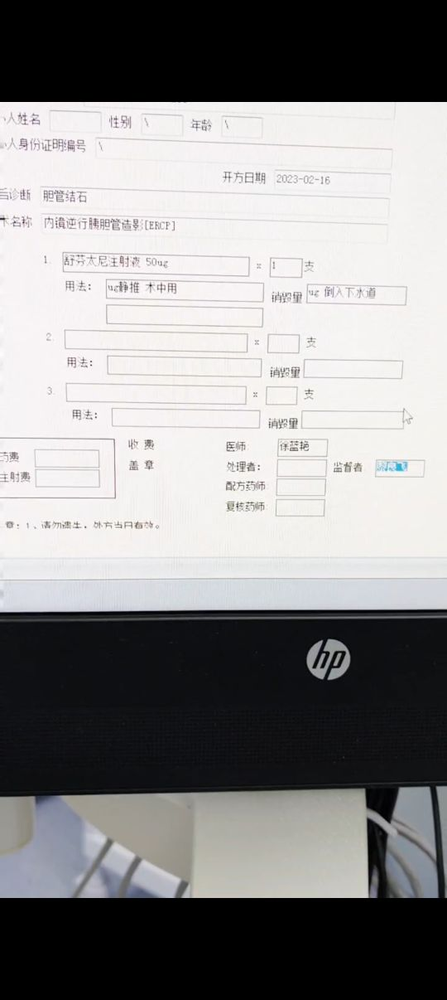 人姓名 性别 \ 年龄 \
人身份证明编号 \
开方日期 2023-02-16
后诊断 胆管结石
术名称 内镜逆行胰胆管造影[ERCP]
1. 舒芬太尼注射液 50ug × 1 支
用法: ug静推 术中用 销毁量 ug 倒入下水道
2. × 支
用法: 销毁量
3. × 支
用法: 销毁量
药费 收费 医师: 徐蓝艳
注射费 盖章 处理者: 监督者
配方药师:
复核药师:
意:1、请勿遗失,处方当日有效。
hp